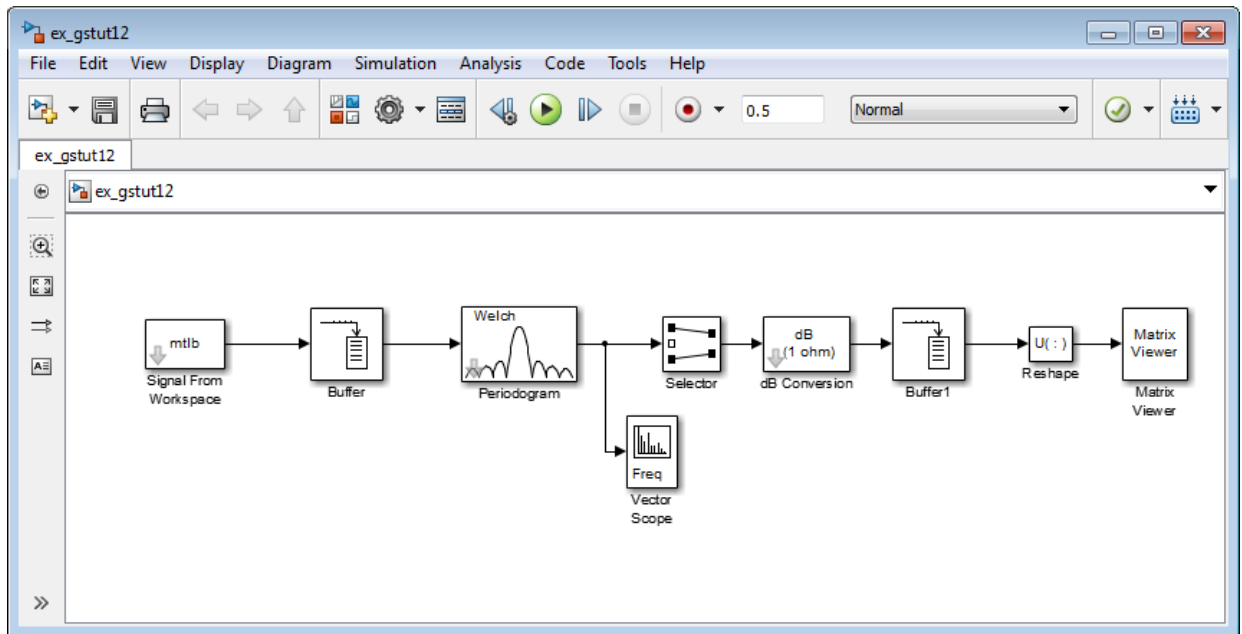 ex_gstut12
File Edit View Display Diagram Simulation Analysis Code Tools Help
0.5 Normal
ex_gstut12
ex_gstut12
mtlb
Signal From
Workspace
Buffer
Welch
Periodogram
Selector
dB
(1 ohm)
dB Conversion
Buffer1
U( : )
Reshape
Matrix
Viewer
Matrix
Viewer
Freq
Vector
Scope